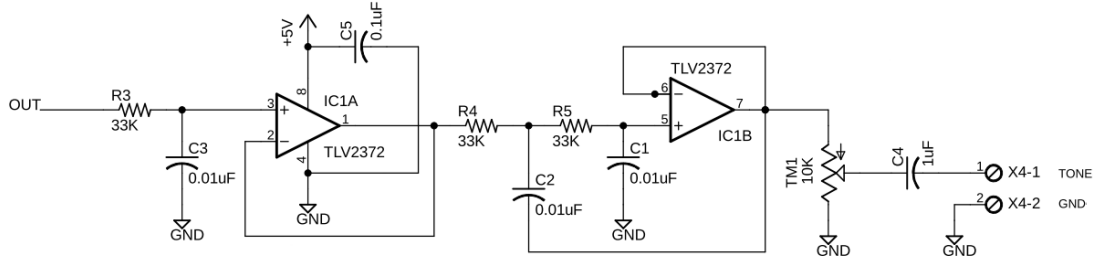 +5V
C5
0.1uF
OUT
R3
33K
C3
0.01uF
GND
3
+
2
−
8
4
1
IC1A
TLV2372
GND
R4
33K
R5
33K
C2
0.01uF
C1
0.01uF
GND
TLV2372
6
−
5
+
7
IC1B
TM1
10K
GND
C4
1uF
1
X4-1
TONE
2
X4-2
GND
GND